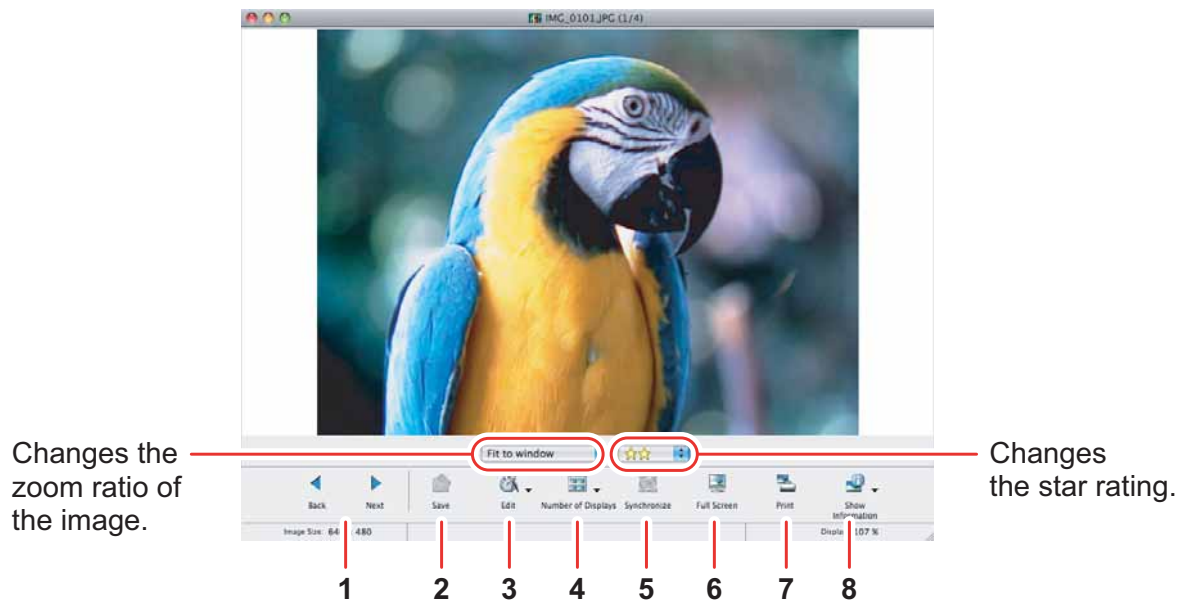 IMG_0101.JPG (1/4)
Changes the
zoom ratio of
the image.
Fit to window
Changes
the star rating.
Back
Next
Save
Edit
Number of Displays
Synchronize
Full Screen
Print
Show
Information
Image Size: 64 480
Display 107 %
1 2 3 4 5 6 7 8